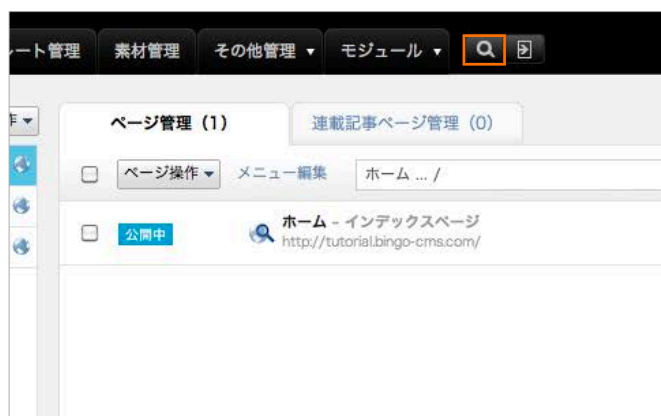 ート管理 素材管理 その他管理 ▼ モジュール ▼
作 ▼ ページ管理（1） 連載記事ページ管理（0）
ページ操作 ▼ メニュー編集 ホーム ... /
公開中 ホーム - インデックスページ
http://tutorial.bingo-cms.com/